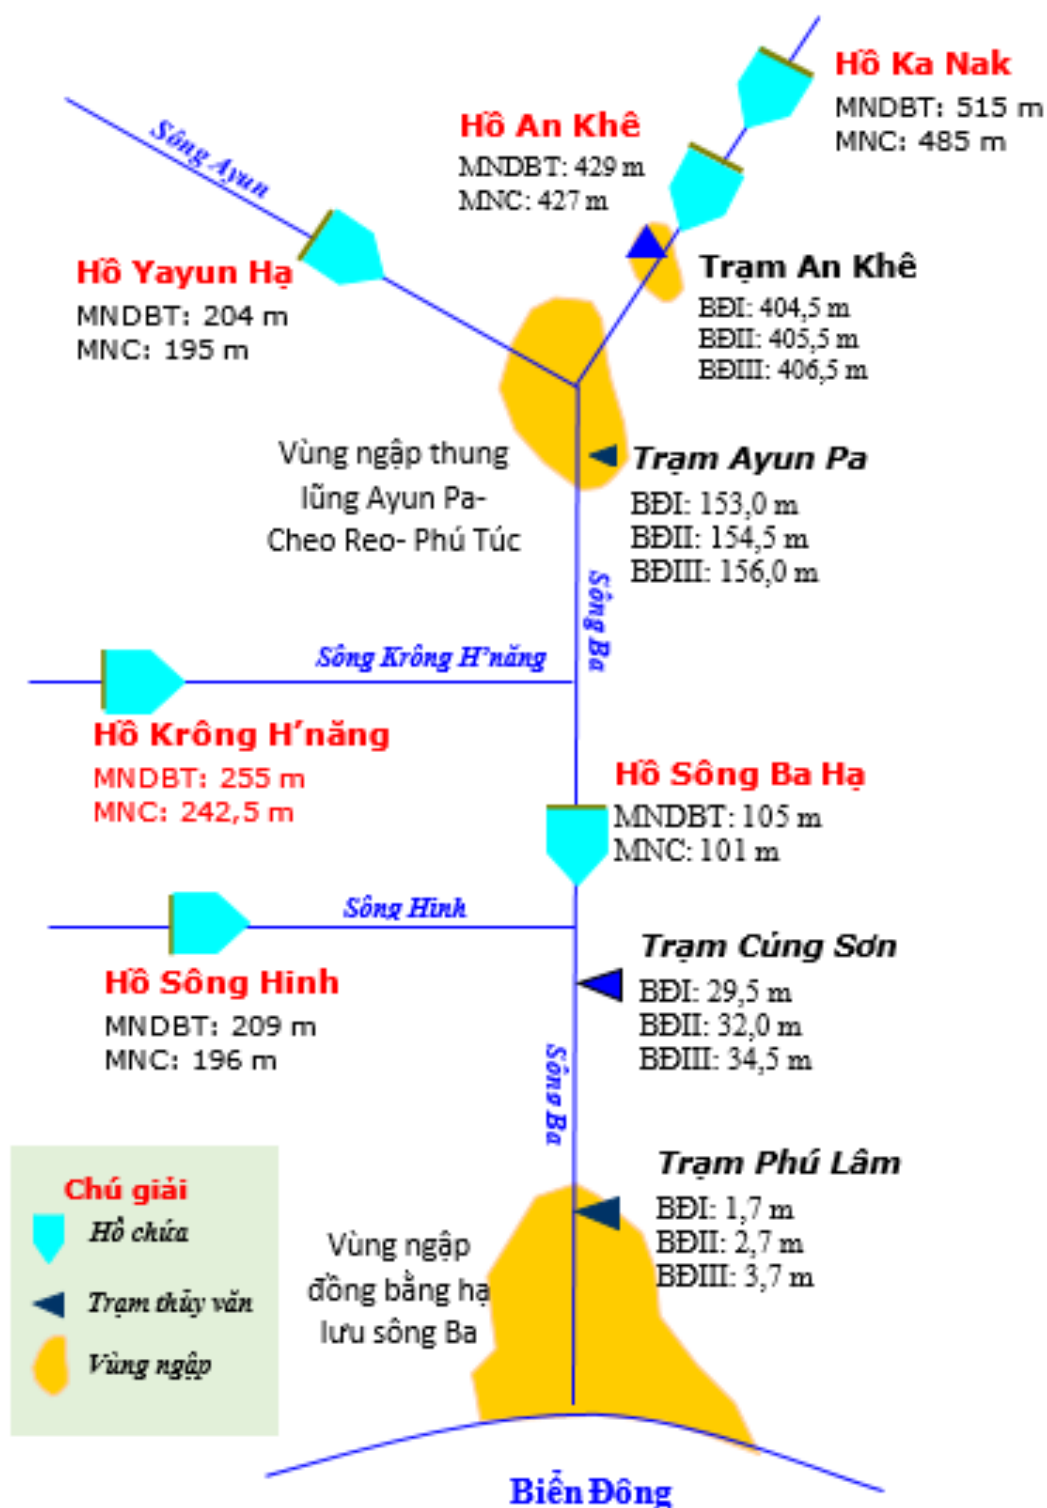 Hồ Ka Nak
MNDBT: 515 m
MNC: 485 m
Hồ An Khê
MNDBT: 429 m
MNC: 427 m
Sông Ayun
Hồ Yayun Hạ
MNDBT: 204 m
MNC: 195 m
Trạm An Khê
BĐI: 404,5 m
BĐII: 405,5 m
BĐIII: 406,5 m
Vùng ngập thung
lũng Ayun Pa-
Cheo Reo- Phú Túc
Trạm Ayun Pa
BĐI: 153,0 m
BĐII: 154,5 m
BĐIII: 156,0 m
Sông Ba
Sông Krông H’năng
Hồ Krông H’năng
MNDBT: 255 m
MNC: 242,5 m
Hồ Sông Ba Hạ
MNDBT: 105 m
MNC: 101 m
Sông Hinh
Hồ Sông Hinh
MNDBT: 209 m
MNC: 196 m
Trạm Củng Sơn
BĐI: 29,5 m
BĐII: 32,0 m
BĐIII: 34,5 m
Sông Ba
Trạm Phú Lâm
BĐI: 1,7 m
BĐII: 2,7 m
BĐIII: 3,7 m
Vùng ngập
đồng bằng hạ
lưu sông Ba
Chú giải
Hồ chứa
Trạm thủy văn
Vùng ngập
Biển Đông